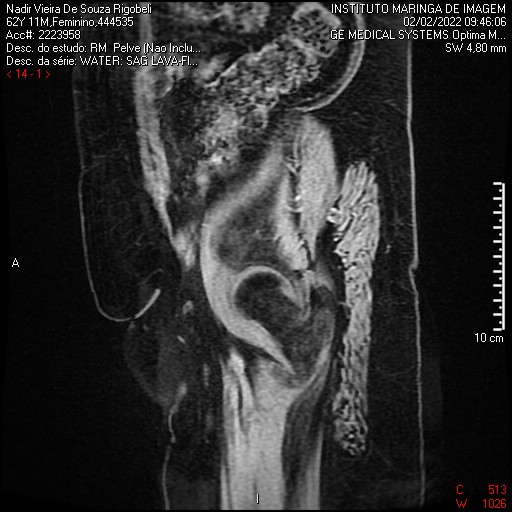 Nadir Vieira De Souza Rigobeli
62Y 11M,Feminino,444535
Acc#: 2223958
Desc. do estudo: RM  Pelve (Nao Inclu...
Desc. da série: WATER: SAG LAVA-Fl...
< 14 - 1 >
INSTITUTO MARINGA DE IMAGEM
02/02/2022 09:46:06
GE MEDICAL SYSTEMS Optima M...
SW 4,80 mm
A
10 cm
I
C 513
W 1026